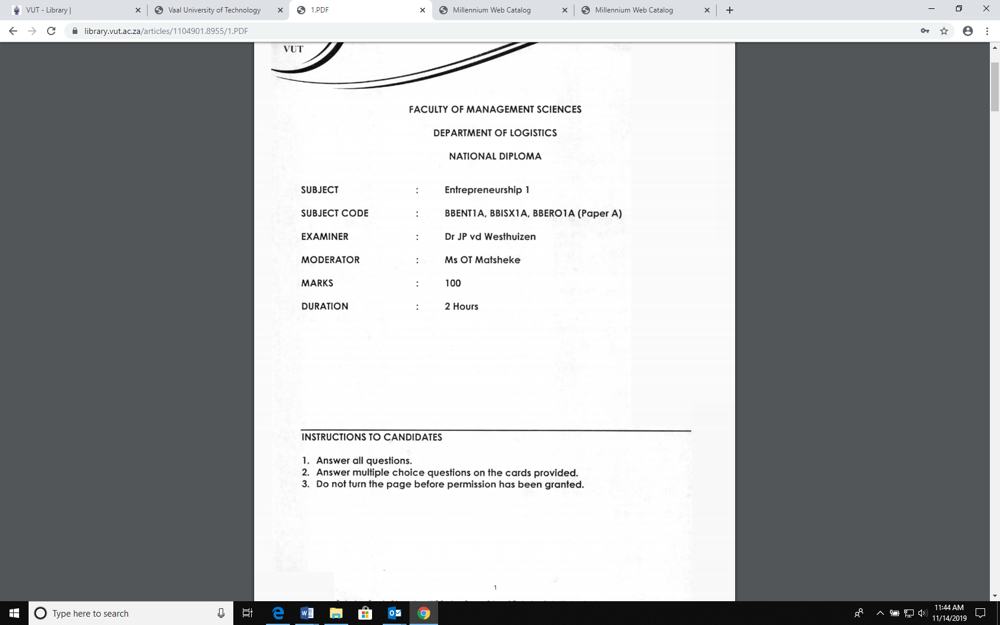 VUT - Library |
Vaal University of Technology
1.PDF
Millennium Web Catalog
Millennium Web Catalog
library.vut.ac.za/articles/1104901.8955/1.PDF
VUT
FACULTY OF MANAGEMENT SCIENCES
DEPARTMENT OF LOGISTICS
NATIONAL DIPLOMA
SUBJECT : Entrepreneurship 1
SUBJECT CODE : BBENT1A, BBISX1A, BBERO1A (Paper A)
EXAMINER : Dr JP vd Westhuizen
MODERATOR : Ms OT Matsheke
MARKS : 100
DURATION : 2 Hours
INSTRUCTIONS TO CANDIDATES
1. Answer all questions.
2. Answer multiple choice questions on the cards provided.
3. Do not turn the page before permission has been granted.
1
Type here to search
11:44 AM
11/14/2019